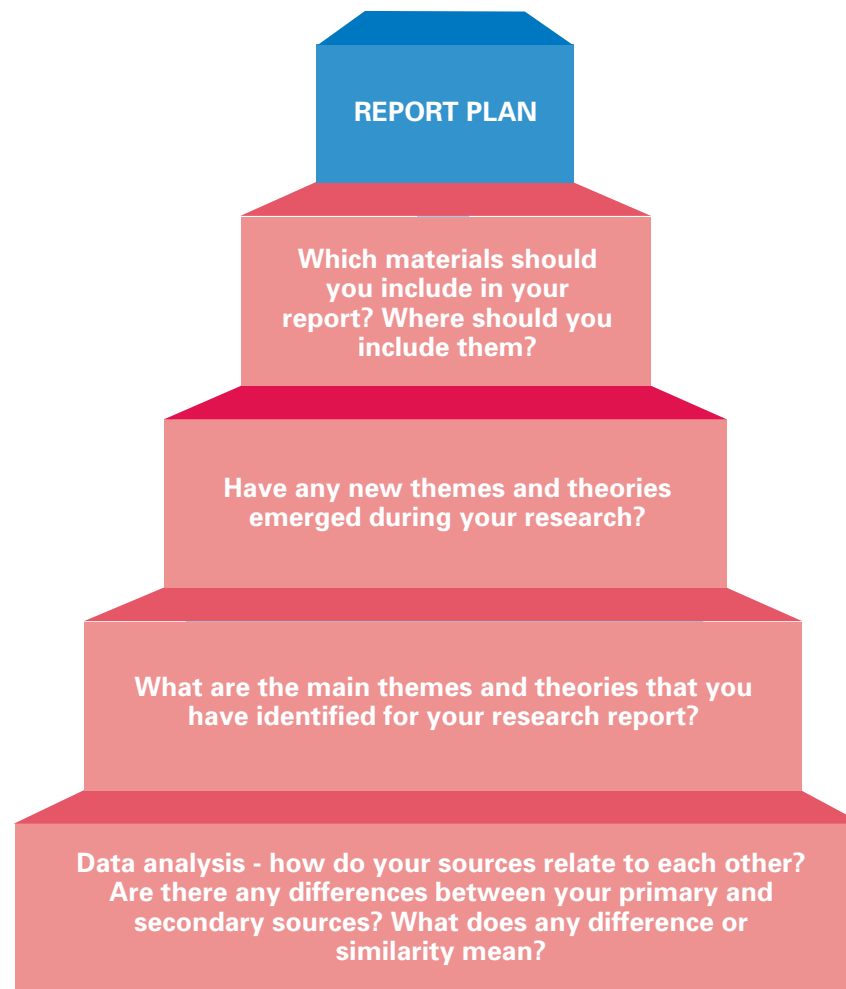 REPORT PLAN
Which materials should
you include in your
report? Where should you
include them?
Have any new themes and theories
emerged during your research?
What are the main themes and theories that you
have identified for your research report?
Data analysis - how do your sources relate to each other?
Are there any differences between your primary and
secondary sources? What does any difference or
similarity mean?